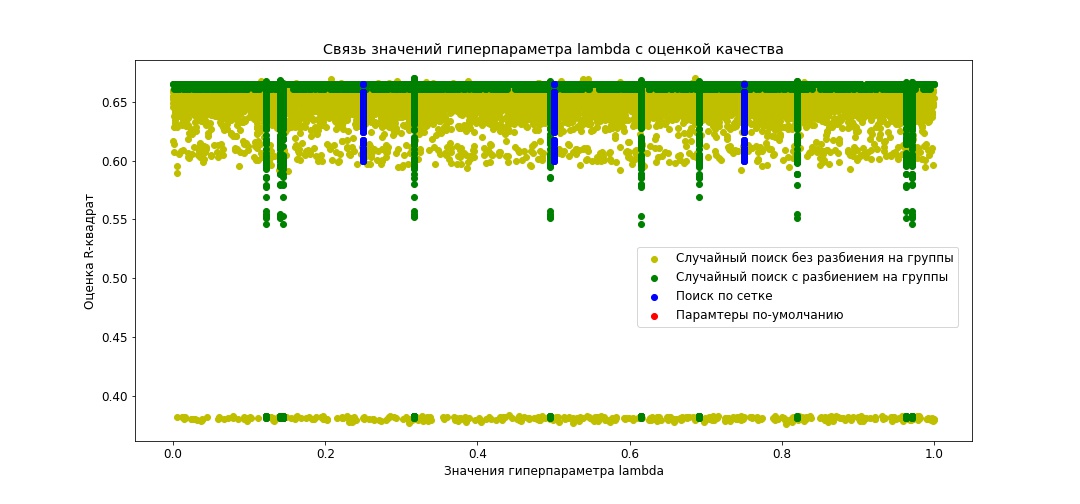 Связь значений гиперпараметра lambda с оценкой качества
Оценка R-квадрат
0.65
0.60
0.55
0.50
0.45
0.40
Случайный поиск без разбиения на группы
Случайный поиск с разбиением на группы
Поиск по сетке
Парамтеры по-умолчанию
0.0 0.2 0.4 0.6 0.8 1.0
Значения гиперпараметра lambda